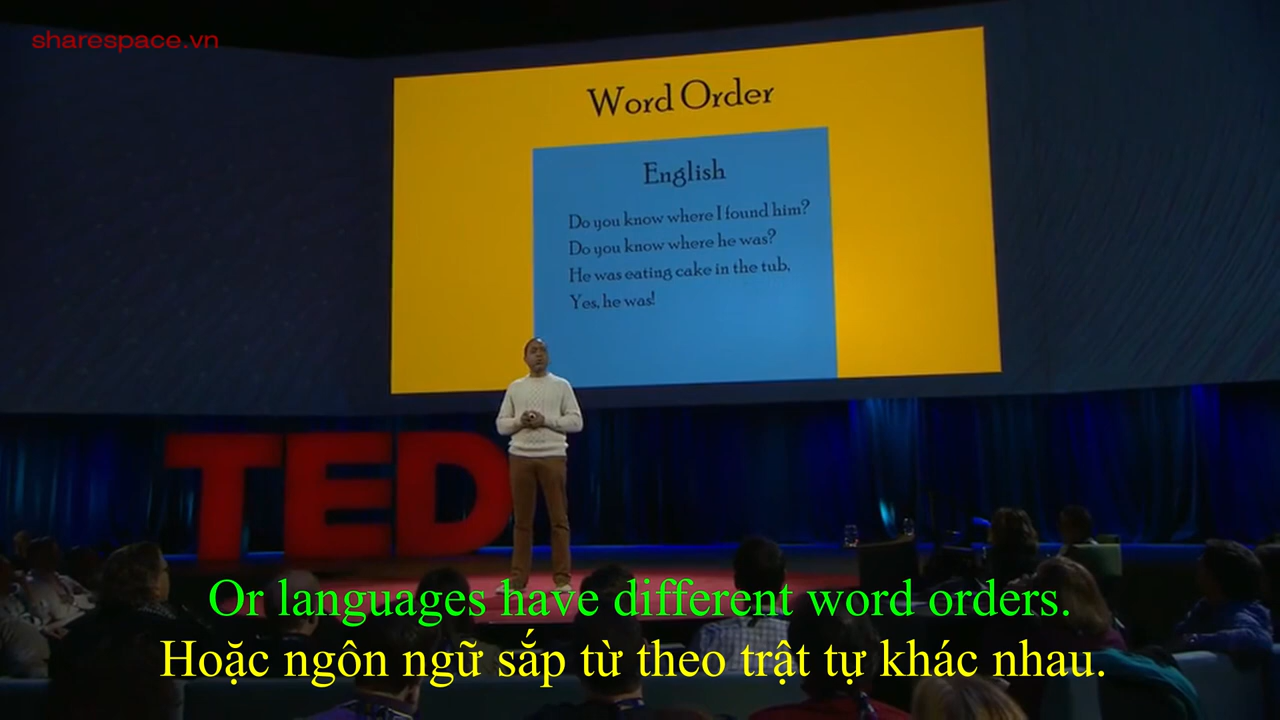 sharespace.vn
Word Order
English
Do you know where I found him?
Do you know where he was?
He was eating cake in the tub.
Yes, he was!
TED
Or languages have different word orders.
Hoặc ngôn ngữ sắp từ theo trật tự khác nhau.